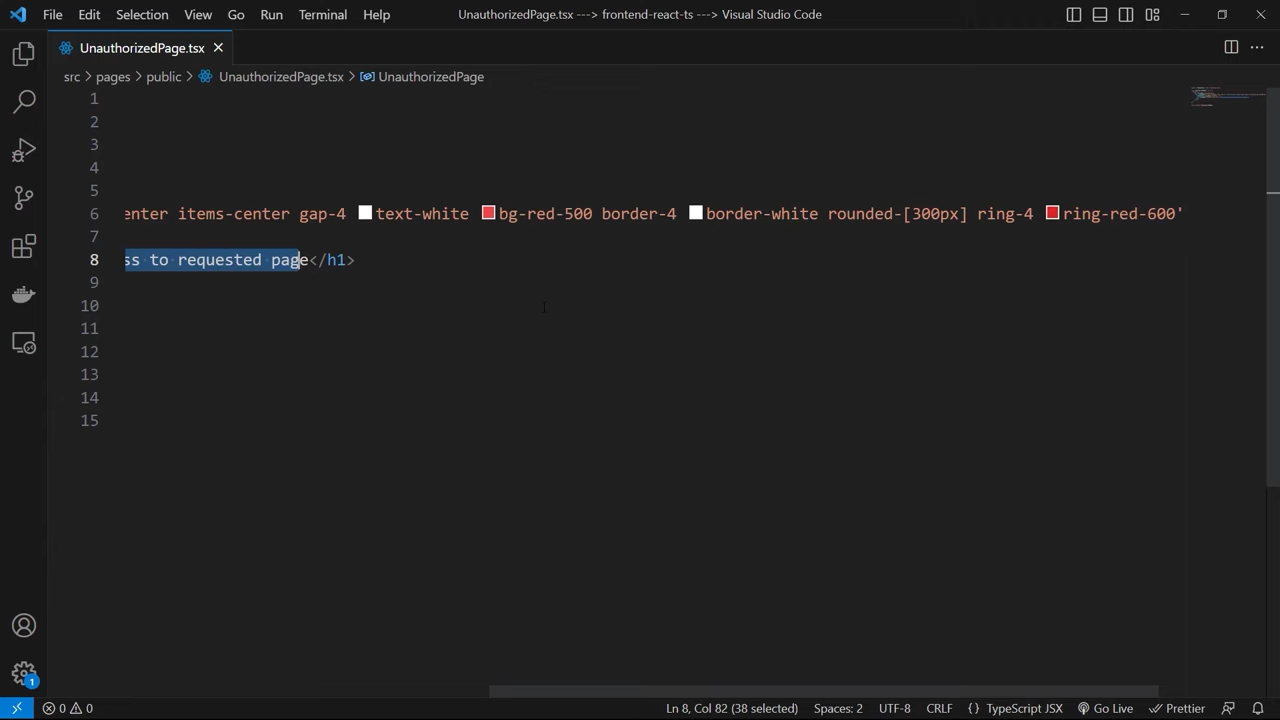 File Edit Selection View Go Run Terminal Help UnauthorizedPage.tsx ---> frontend-react-ts ---> Visual Studio Code
UnauthorizedPage.tsx
src > pages > public > UnauthorizedPage.tsx > UnauthorizedPage
1
2
3
4
5
6 enter items-center gap-4 text-white bg-red-500 border-4 border-white rounded-[300px] ring-4 ring-red-600'
7
8 ss to requested page</h1>
9
10
11
12
13
14
15
1
0 0 Ln 8, Col 82 (38 selected) Spaces: 2 UTF-8 CRLF {} TypeScript JSX Go Live Prettier